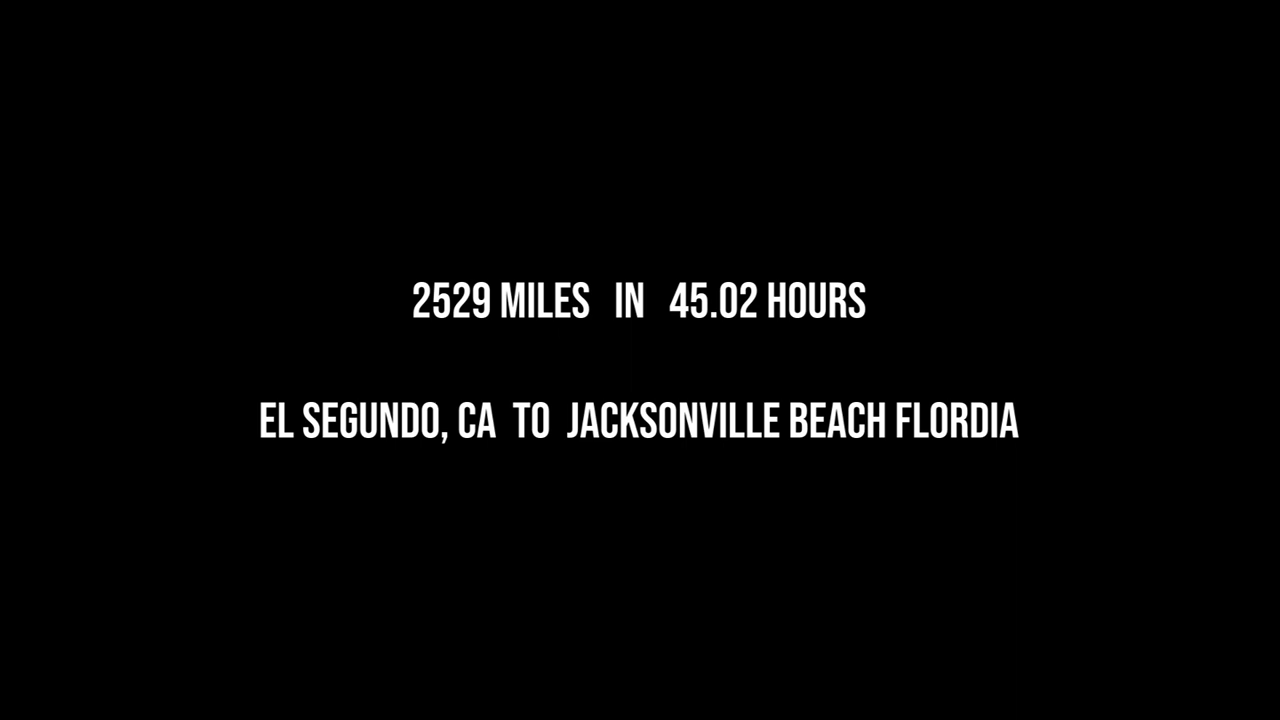 2529 MILES IN 45.02 HOURS
EL SEGUNDO, CA TO JACKSONVILLE BEACH FLORDIA